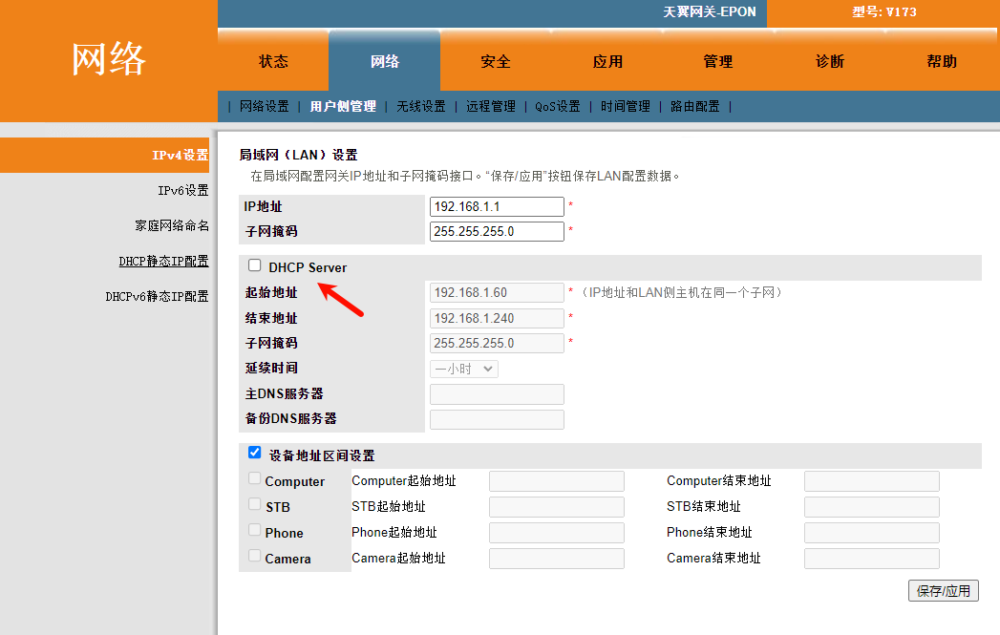 天翼网关-EPON 型号: V173
网络
状态 网络 安全 应用 管理 诊断 帮助
| 网络设置 | 用户侧管理 | 无线设置 | 远程管理 | QoS设置 | 时间管理 | 路由配置 |
IPv4设置
IPv6设置
家庭网络命名
DHCP静态IP配置
DHCPv6静态IP配置
局域网（LAN）设置
在局域网配置网关IP地址和子网掩码接口。“保存/应用”按钮保存LAN配置数据。
IP地址 192.168.1.1 *
子网掩码 255.255.255.0 *
DHCP Server
起始地址 192.168.1.60 *（IP地址和LAN侧主机在同一个子网）
结束地址 192.168.1.240 *
子网掩码 255.255.255.0 *
延续时间 一小时
主DNS服务器
备份DNS服务器
设备地址区间设置
Computer Computer起始地址 Computer结束地址
STB STB起始地址 STB结束地址
Phone Phone起始地址 Phone结束地址
Camera Camera起始地址 Camera结束地址
保存/应用